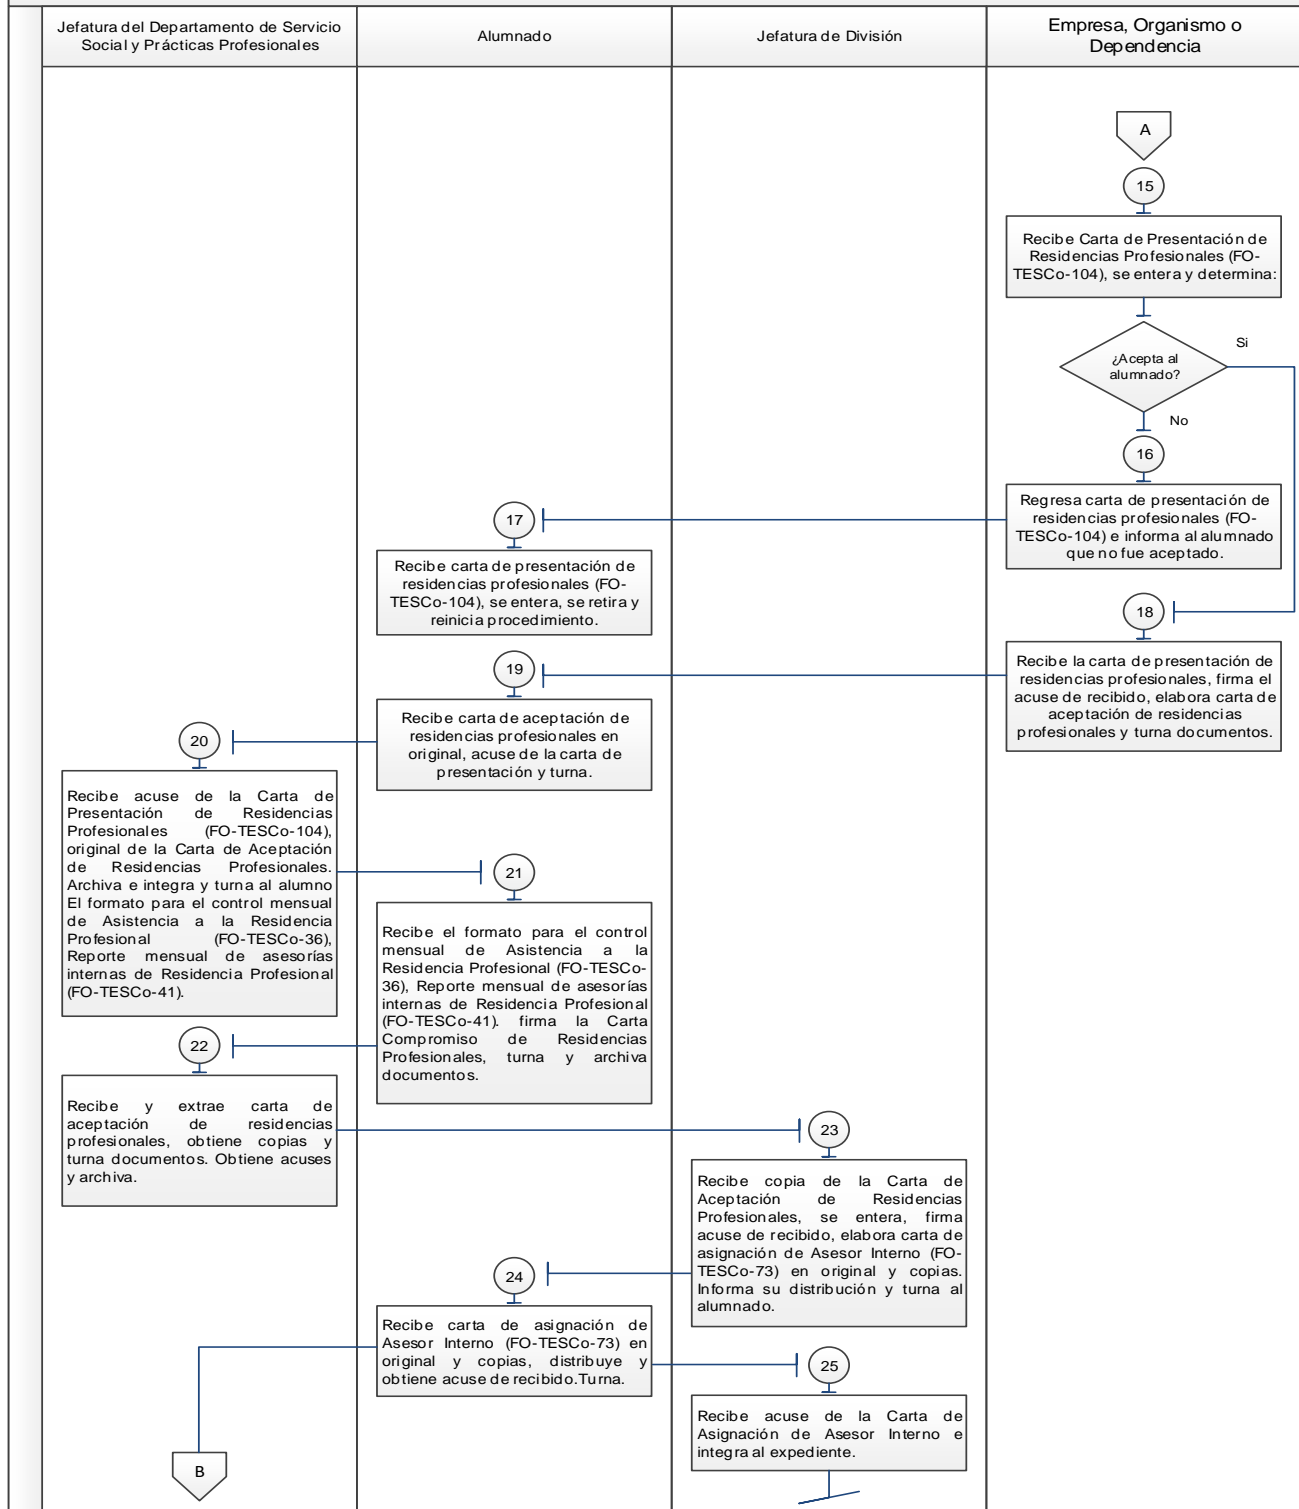 Jefatura del Departamento de Servicio
Social y Prácticas Profesionales
Alumnado
Jefatura de División
Empresa, Organismo o
Dependencia
A
15
Recibe Carta de Presentación de
Residencias Profesionales (FO-
TESCo-104), se entera y determina:
¿Acepta al
alumnado?
Si
No
16
Regresa carta de presentación de
residencias profesionales (FO-
TESCo-104) e informa al alumnado
que no fue aceptado.
17
Recibe carta de presentación de
residencias profesionales (FO-
TESCo-104), se entera, se retira y
reinicia procedimiento.
18
Recibe la carta de presentación de
residencias profesionales, firma el
acuse de recibido, elabora carta de
aceptación de residencias
profesionales y turna documentos.
19
Recibe carta de aceptación de
residencias profesionales en
original, acuse de la carta de
presentación y turna.
20
Recibe acuse de la Carta de
Presentación de Residencias
Profesionales (FO-TESCo-104),
original de la Carta de Aceptación
de Residencias Profesionales.
Archiva e integra y turna al alumno
El formato para el control mensual
de Asistencia a la Residencia
Profesional (FO-TESCo-36),
Reporte mensual de asesorías
internas de Residencia Profesional
(FO-TESCo-41).
21
Recibe el formato para el control
mensual de Asistencia a la
Residencia Profesional (FO-TESCo-
36), Reporte mensual de asesorías
internas de Residencia Profesional
(FO-TESCo-41). firma la Carta
Compromiso de Residencias
Profesionales, turna y archiva
documentos.
22
Recibe y extrae carta de
aceptación de residencias
profesionales, obtiene copias y
turna documentos. Obtiene acuses
y archiva.
23
Recibe copia de la Carta de
Aceptación de Residencias
Profesionales, se entera, firma
acuse de recibido, elabora carta de
asignación de Asesor Interno (FO-
TESCo-73) en original y copias.
Informa su distribución y turna al
alumnado.
24
Recibe carta de asignación de
Asesor Interno (FO-TESCo-73) en
original y copias, distribuye y
obtiene acuse de recibido.Turna.
25
Recibe acuse de la Carta de
Asignación de Asesor Interno e
integra al expediente.
B